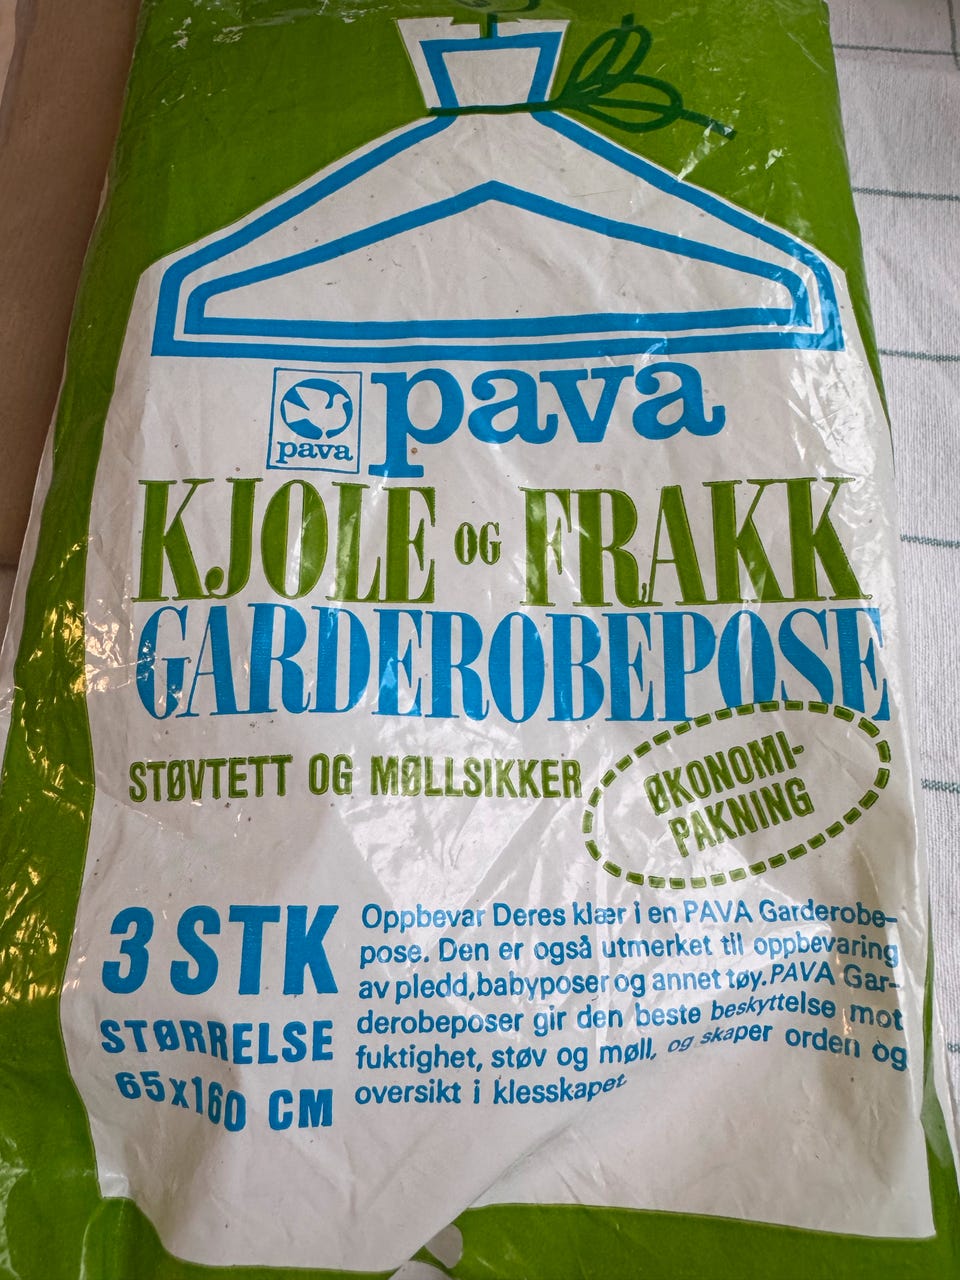 pava
pava
KJOLE OG FRAKK
GARDEROBEPOSE
STØVTETT OG MØLLSIKKER
ØKONOMI-
PAKNING
3 STK
STØRRELSE
65x160 CM
Oppbevar Deres klær i en PAVA Garderobe-
pose. Den er også utmerket til oppbevaring
av pledd,babyposer og annet tøy.PAVA Gar-
derobeposer gir den beste beskyttelse mot
fuktighet, støv og møll, og skaper orden og
oversikt i klesskapet